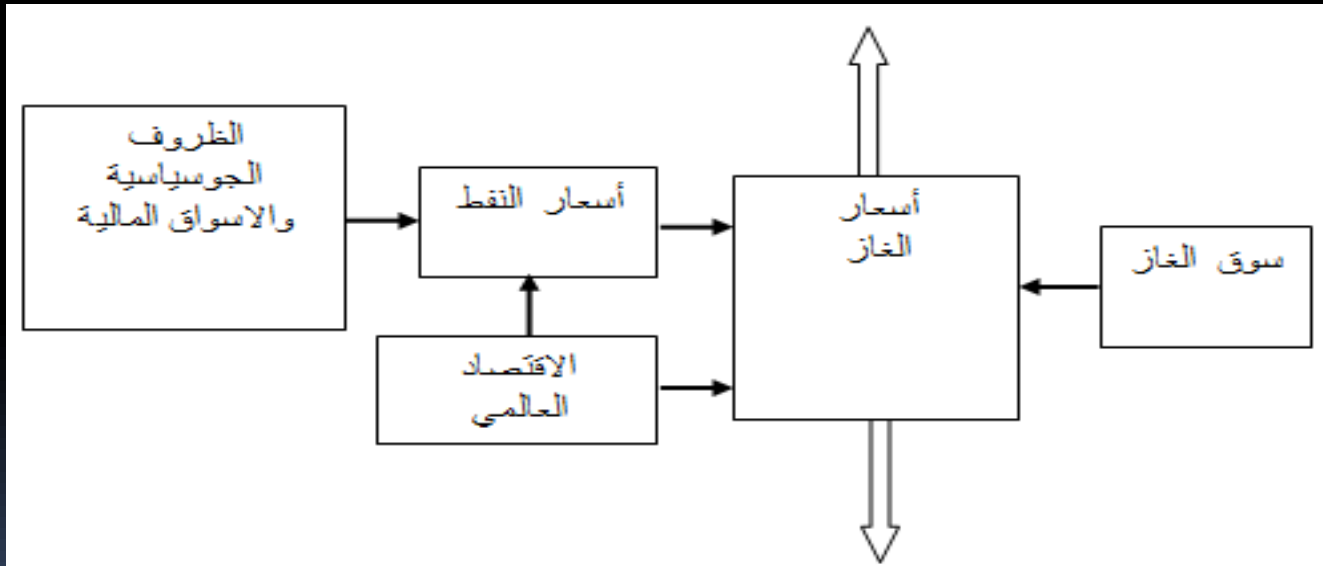 الظروف
الجوسياسية
والاسواق المالية
أسعار النفط
الاقتصاد
العالمي
أسعار
الغاز
سوق الغاز